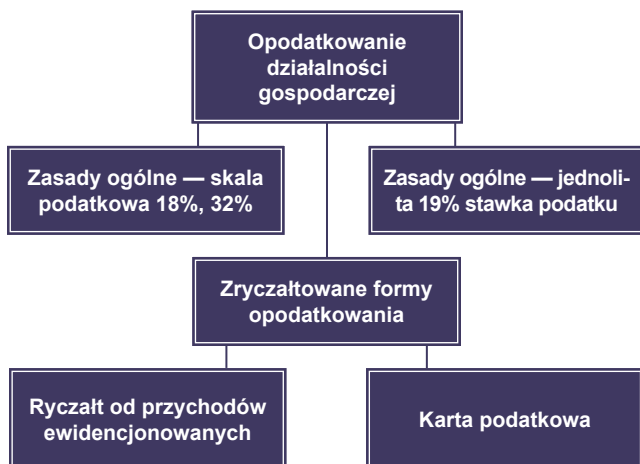 Opodatkowanie
działalności
gospodarczej
Zasady ogólne — skala
podatkowa 18%, 32%
Zasady ogólne — jednoli-
ta 19% stawka podatku
Zryczałtowane formy
opodatkowania
Ryczałt od przychodów
ewidencjonowanych
Karta podatkowa